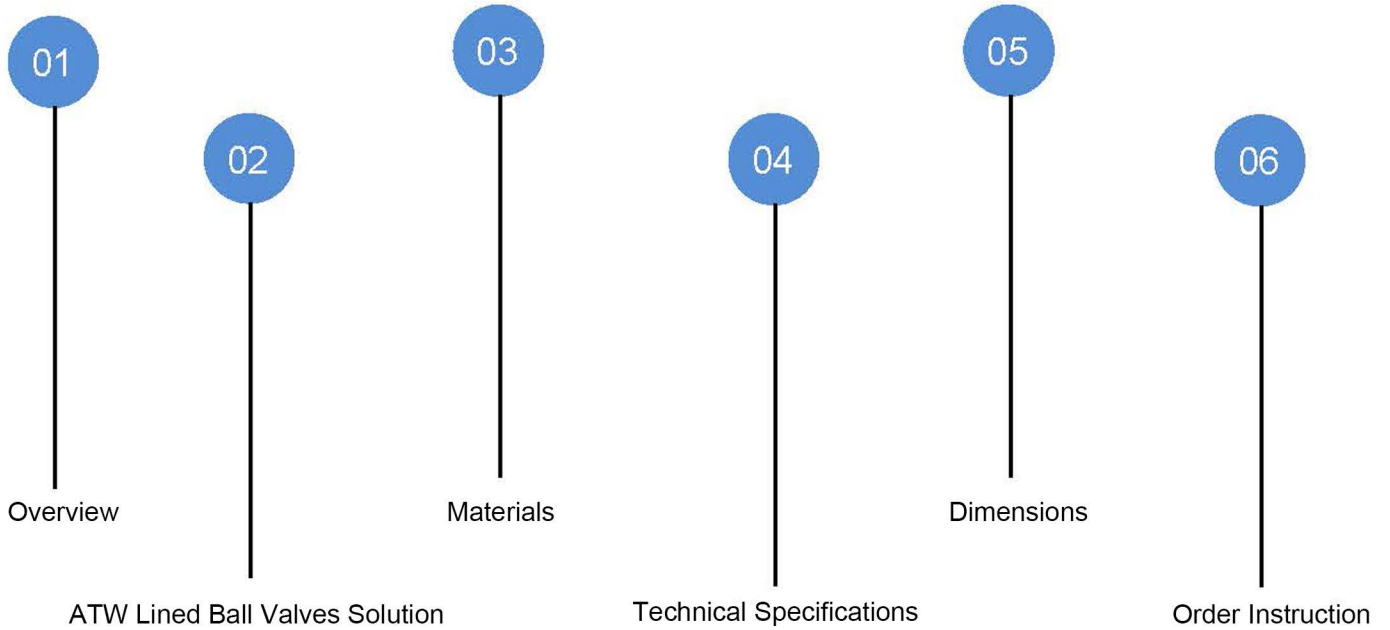 01
Overview
02
ATW Lined Ball Valves Solution
03
Materials
04
Technical Specifications
05
Dimensions
06
Order Instruction